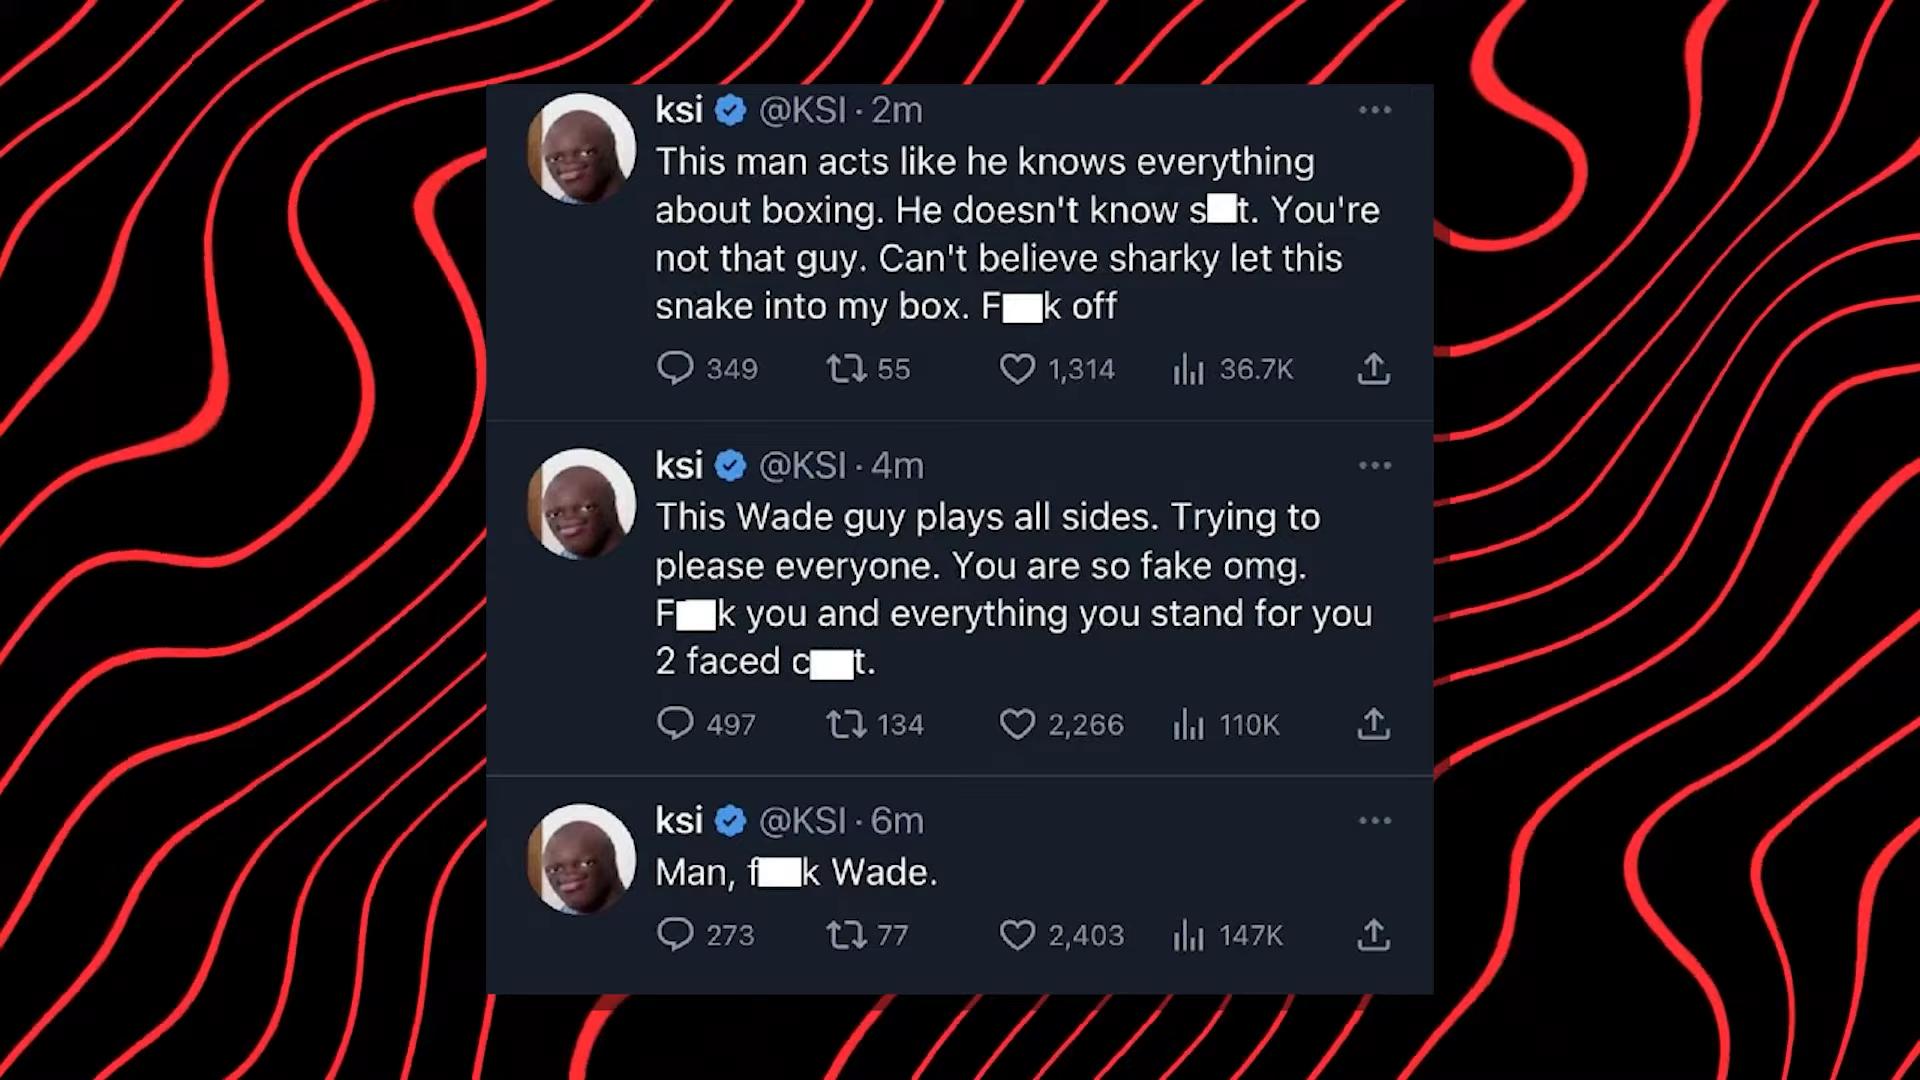 ksi @KSI · 2m
This man acts like he knows everything
about boxing. He doesn't know s t. You're
not that guy. Can't believe sharky let this
snake into my box. F k off
349 55 1,314 36.7K
ksi @KSI · 4m
This Wade guy plays all sides. Trying to
please everyone. You are so fake omg.
F k you and everything you stand for you
2 faced c t.
497 134 2,266 110K
ksi @KSI · 6m
Man, f k Wade.
273 77 2,403 147K